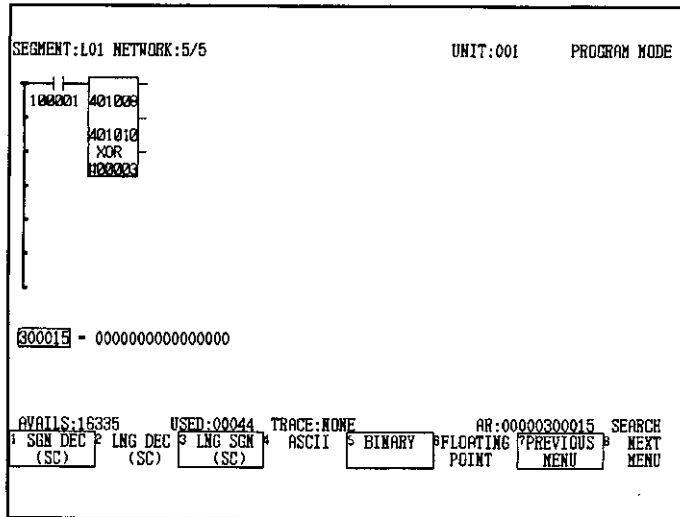 SEGMENT:L01 NETWORK:5/5 UNIT:001 PROGRAM MODE
100001 401009
401010
XOR
#00003
300015 = 0000000000000000
AVAILS:16335 USED:00044 TRACE:NONE AR:00000300015 SEARCH
1 SGN DEC 2 LNG DEC 3 LNG SGN 4 ASCII 5 BINARY 6 FLOATING 7 PREVIOUS 8 NEXT
(SC) (SC) (SC) POINT MENU MENU